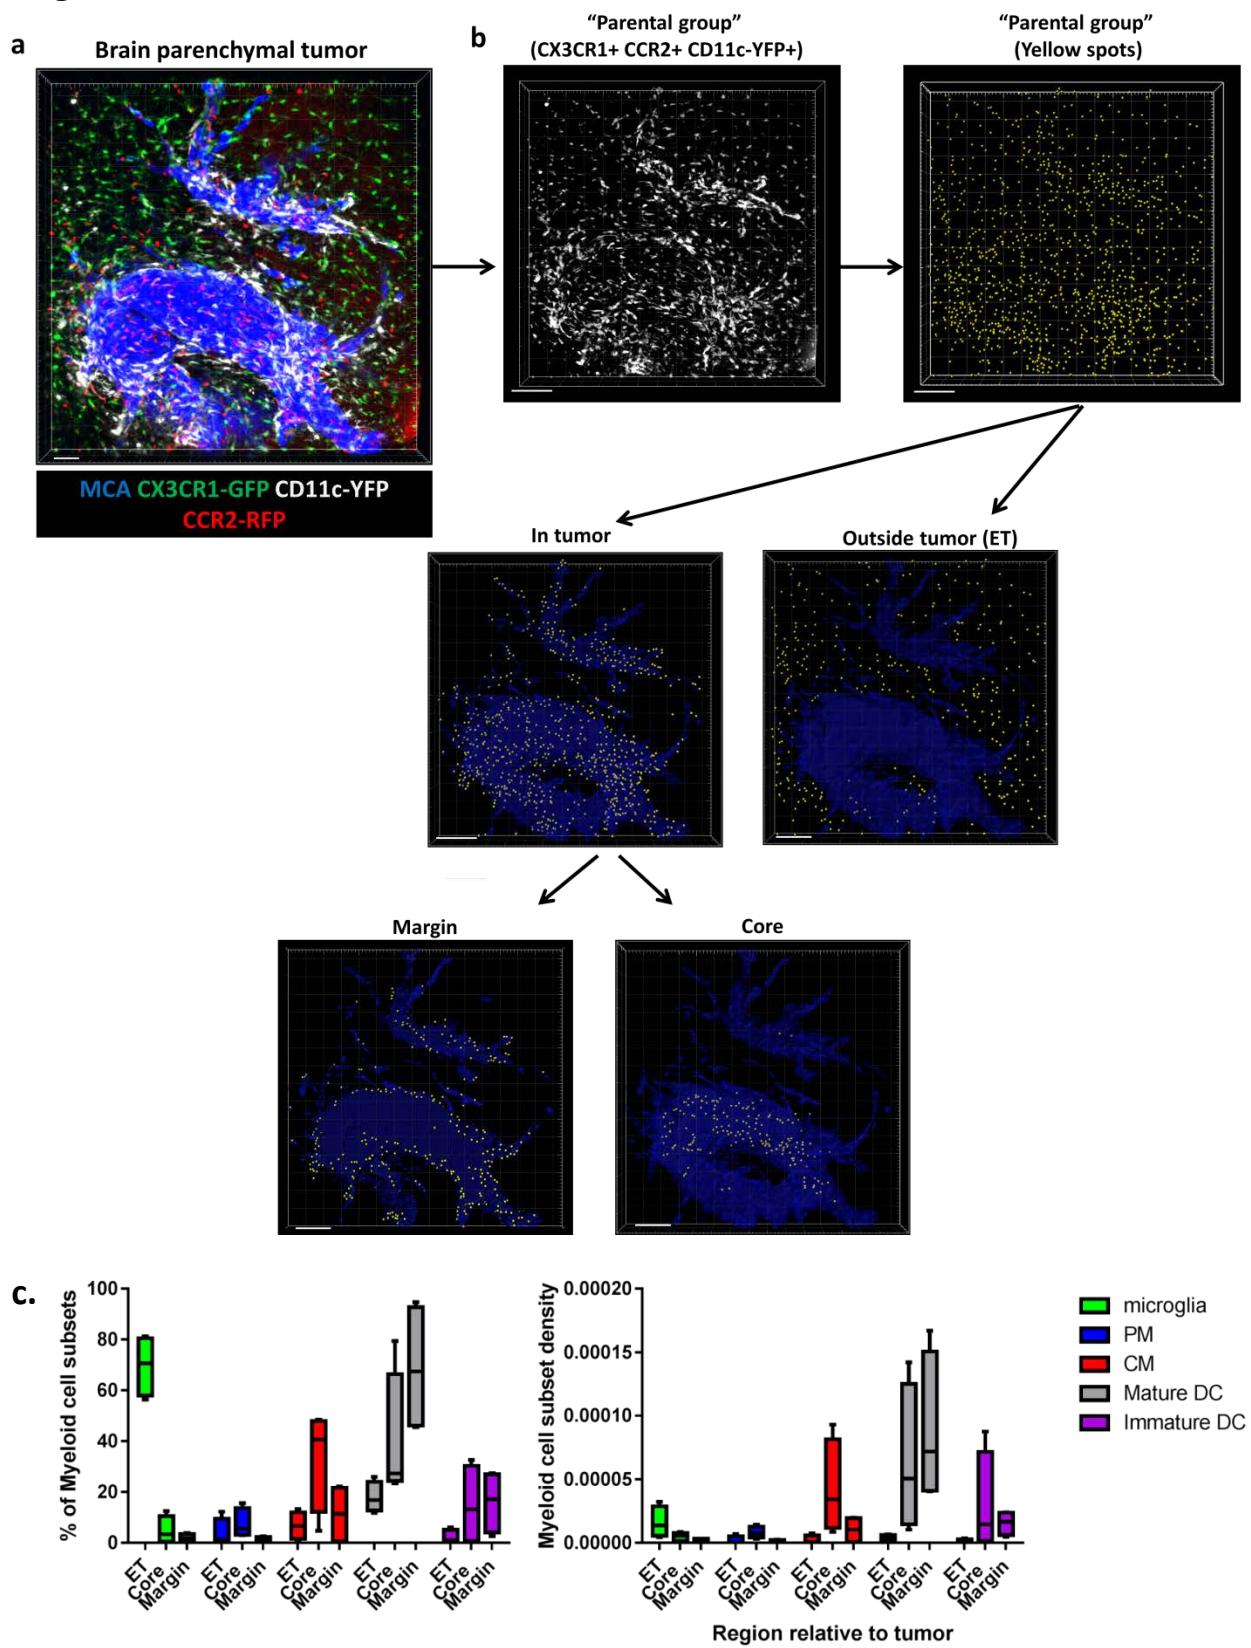 a
Brain parenchymal tumor
MCA CX3CR1-GFP CD11c-YFP
CCR2-RFP
b
“Parental group”
(CX3CR1+ CCR2+ CD11c-YFP+)
“Parental group”
(Yellow spots)
In tumor
Outside tumor (ET)
Margin
Core
c.
% of Myeloid cell subsets
100
80
60
40
20
0
ET
Core
Margin
ET
Core
Margin
ET
Core
Margin
ET
Core
Margin
ET
Core
Margin
Myeloid cell subset density
0.00020
0.00015
0.00010
0.00005
0.00000
ET
Core
Margin
ET
Core
Margin
ET
Core
Margin
ET
Core
Margin
ET
Core
Margin
Region relative to tumor
microglia
PM
CM
Mature DC
Immature DC